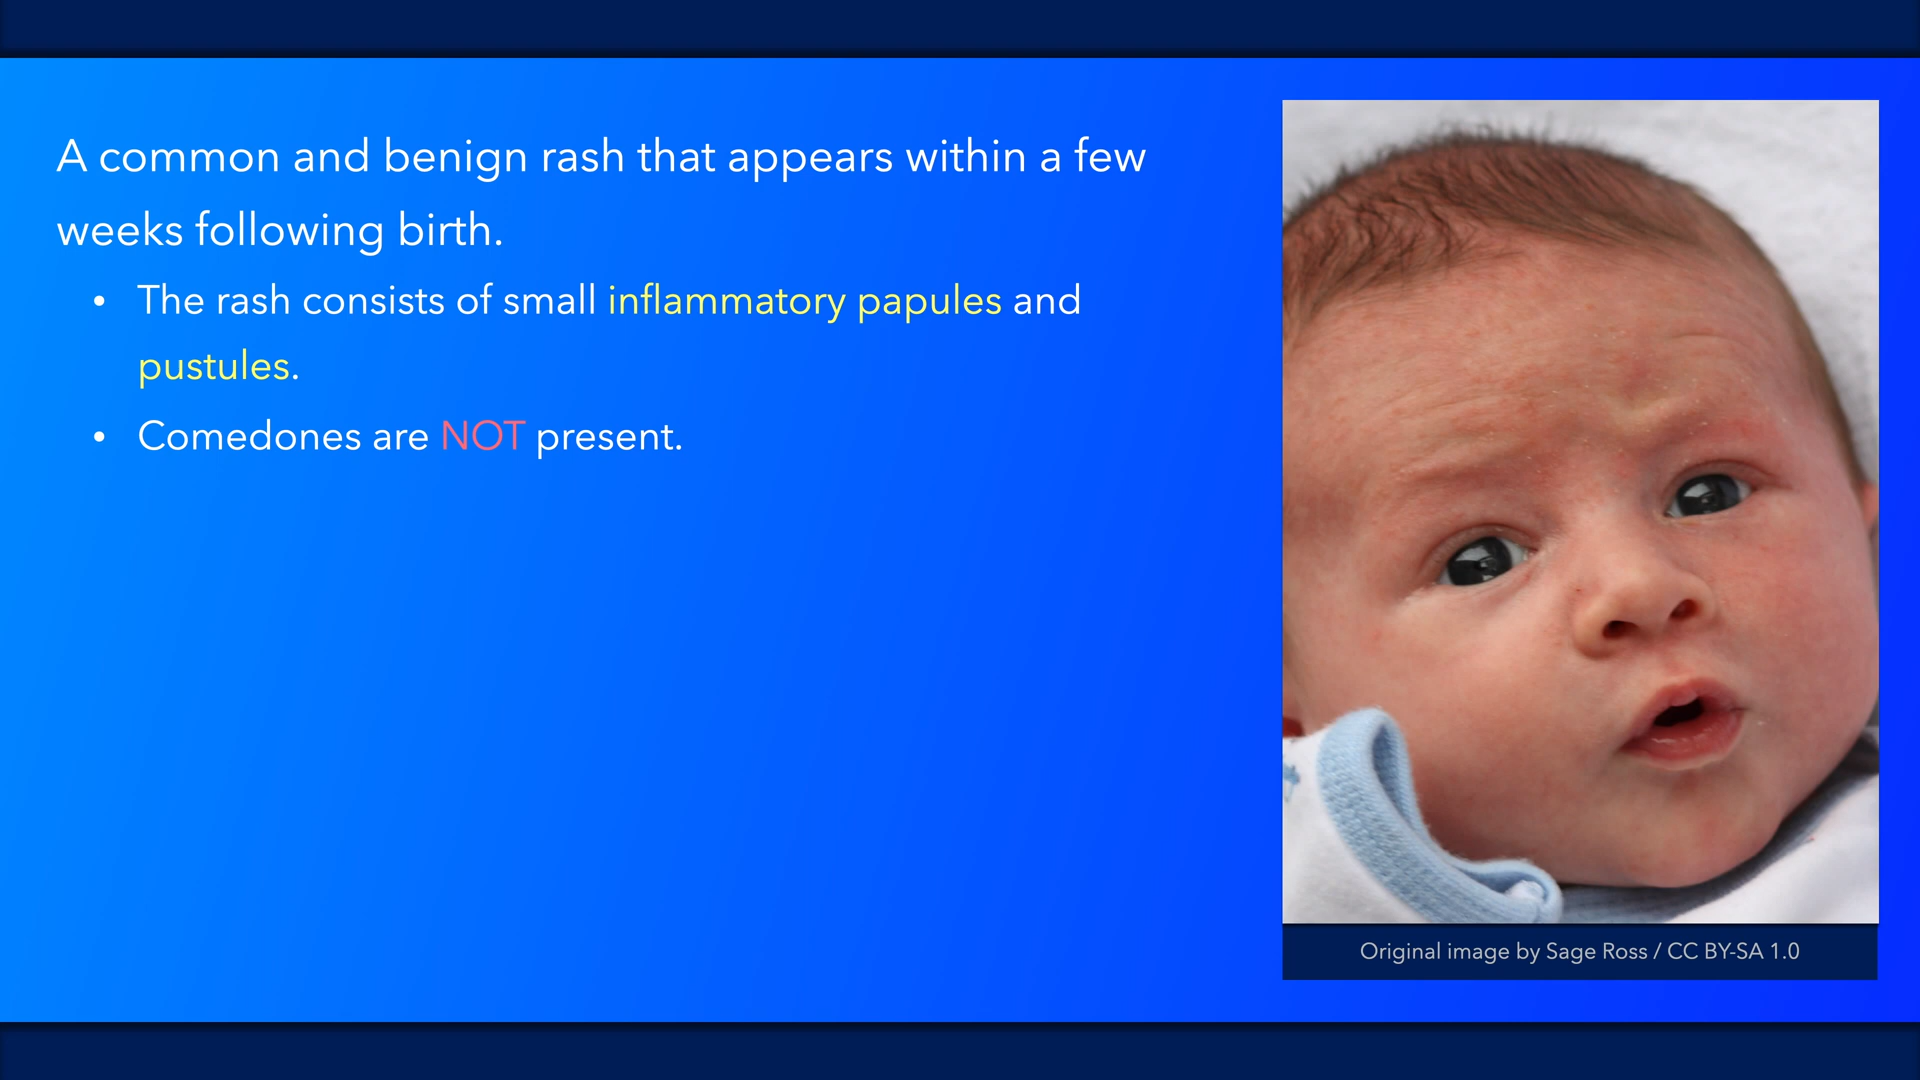 A common and benign rash that appears within a few
weeks following birth.
• The rash consists of small inflammatory papules and
pustules.
• Comedones are NOT present.
Original image by Sage Ross / CC BY-SA 1.0